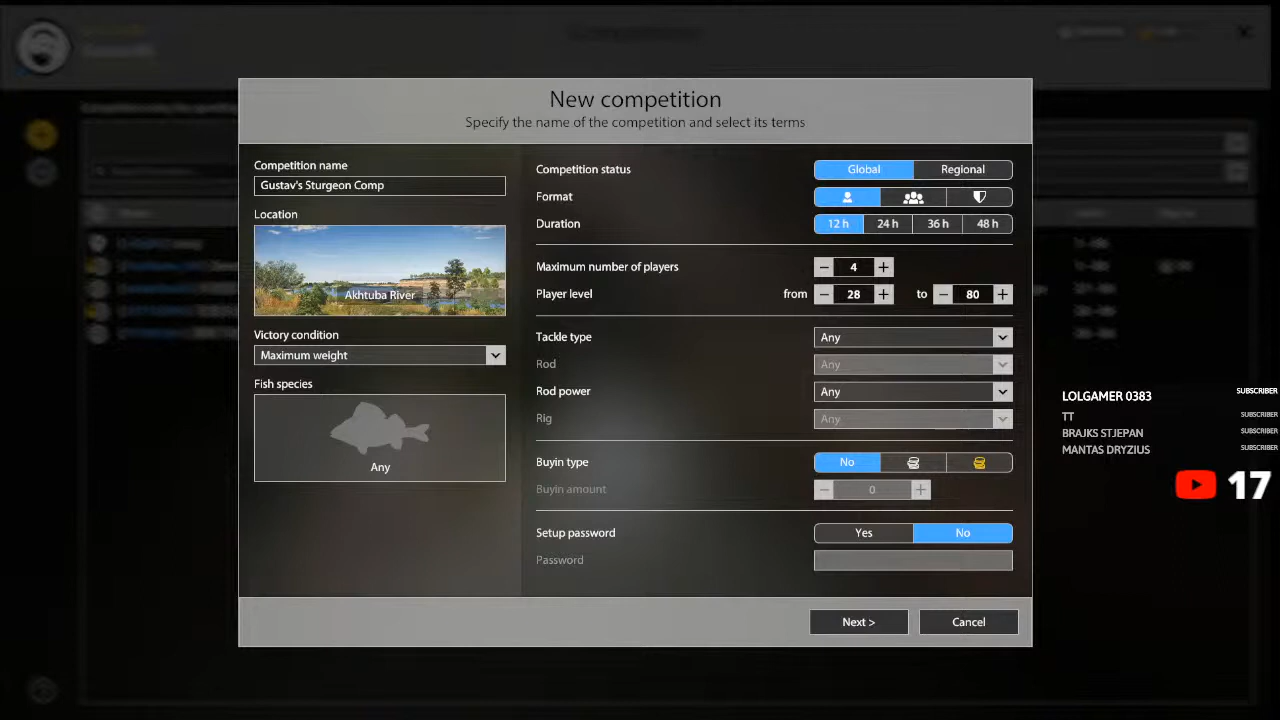 New competition
Specify the name of the competition and select its terms
Competition name
Gustav's Sturgeon Comp
Location
Akhtuba River
Victory condition
Maximum weight
Fish species
Any
Competition status Global Regional
Format
Duration 12 h 24 h 36 h 48 h
Maximum number of players − 4 +
Player level from − 28 + to − 80 +
Tackle type Any
Rod Any
Rod power Any
Rig Any
Buyin type No
Buyin amount − 0 +
Setup password Yes No
Password
Next > Cancel
LOLGAMER 0383 SUBSCRIBER
TT SUBSCRIBER
BRAJKS STJEPAN SUBSCRIBER
MANTAS DRYZIUS SUBSCRIBER
17